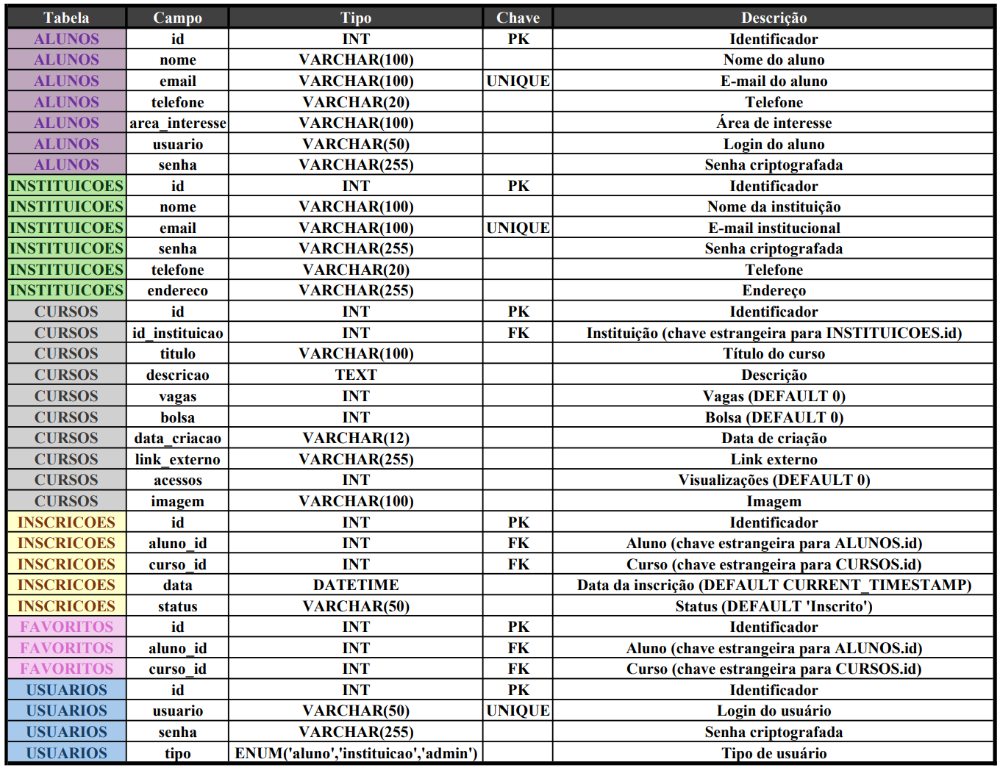 Tabela Campo Tipo Chave Descrição
ALUNOS id INT PK Identificador
ALUNOS nome VARCHAR(100) Nome do aluno
ALUNOS email VARCHAR(100) UNIQUE E-mail do aluno
ALUNOS telefone VARCHAR(20) Telefone
ALUNOS area_interesse VARCHAR(100) Área de interesse
ALUNOS usuario VARCHAR(50) Login do aluno
ALUNOS senha VARCHAR(255) Senha criptografada
INSTITUICOES id INT PK Identificador
INSTITUICOES nome VARCHAR(100) Nome da instituição
INSTITUICOES email VARCHAR(100) UNIQUE E-mail institucional
INSTITUICOES senha VARCHAR(255) Senha criptografada
INSTITUICOES telefone VARCHAR(20) Telefone
INSTITUICOES endereco VARCHAR(255) Endereço
CURSOS id INT PK Identificador
CURSOS id_instituicao INT FK Instituição (chave estrangeira para INSTITUICOES.id)
CURSOS titulo VARCHAR(100) Título do curso
CURSOS descricao TEXT Descrição
CURSOS vagas INT Vagas (DEFAULT 0)
CURSOS bolsa INT Bolsa (DEFAULT 0)
CURSOS data_criacao VARCHAR(12) Data de criação
CURSOS link_externo VARCHAR(255) Link externo
CURSOS acessos INT Visualizações (DEFAULT 0)
CURSOS imagem VARCHAR(100) Imagem
INSCRICOES id INT PK Identificador
INSCRICOES aluno_id INT FK Aluno (chave estrangeira para ALUNOS.id)
INSCRICOES curso_id INT FK Curso (chave estrangeira para CURSOS.id)
INSCRICOES data DATETIME Data da inscrição (DEFAULT CURRENT_TIMESTAMP)
INSCRICOES status VARCHAR(50) Status (DEFAULT 'Inscrito')
FAVORITOS id INT PK Identificador
FAVORITOS aluno_id INT FK Aluno (chave estrangeira para ALUNOS.id)
FAVORITOS curso_id INT FK Curso (chave estrangeira para CURSOS.id)
USUARIOS id INT PK Identificador
USUARIOS usuario VARCHAR(50) UNIQUE Login do usuário
USUARIOS senha VARCHAR(255) Senha criptografada
USUARIOS tipo ENUM('aluno','instituicao','admin') Tipo de usuário